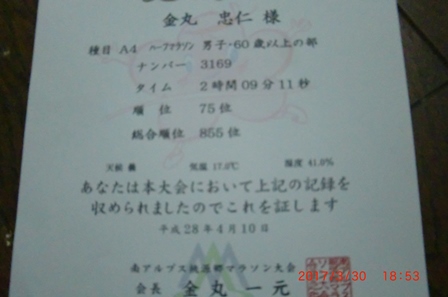 金丸 忠仁 様
種目 A4 ハーフマラソン 男子・60歳以上の部
ナンバー 3169
タイム 2時間09分11秒
順位 75位
総合順位 855位
天候 曇 気温 17.0℃ 湿度 41.0%
あなたは本大会において上記の記録を
収められましたのでこれを証します
平成28年4月10日
南アルプス桃源郷マラソン大会
会長 金丸一元
2017/3/30 18:53